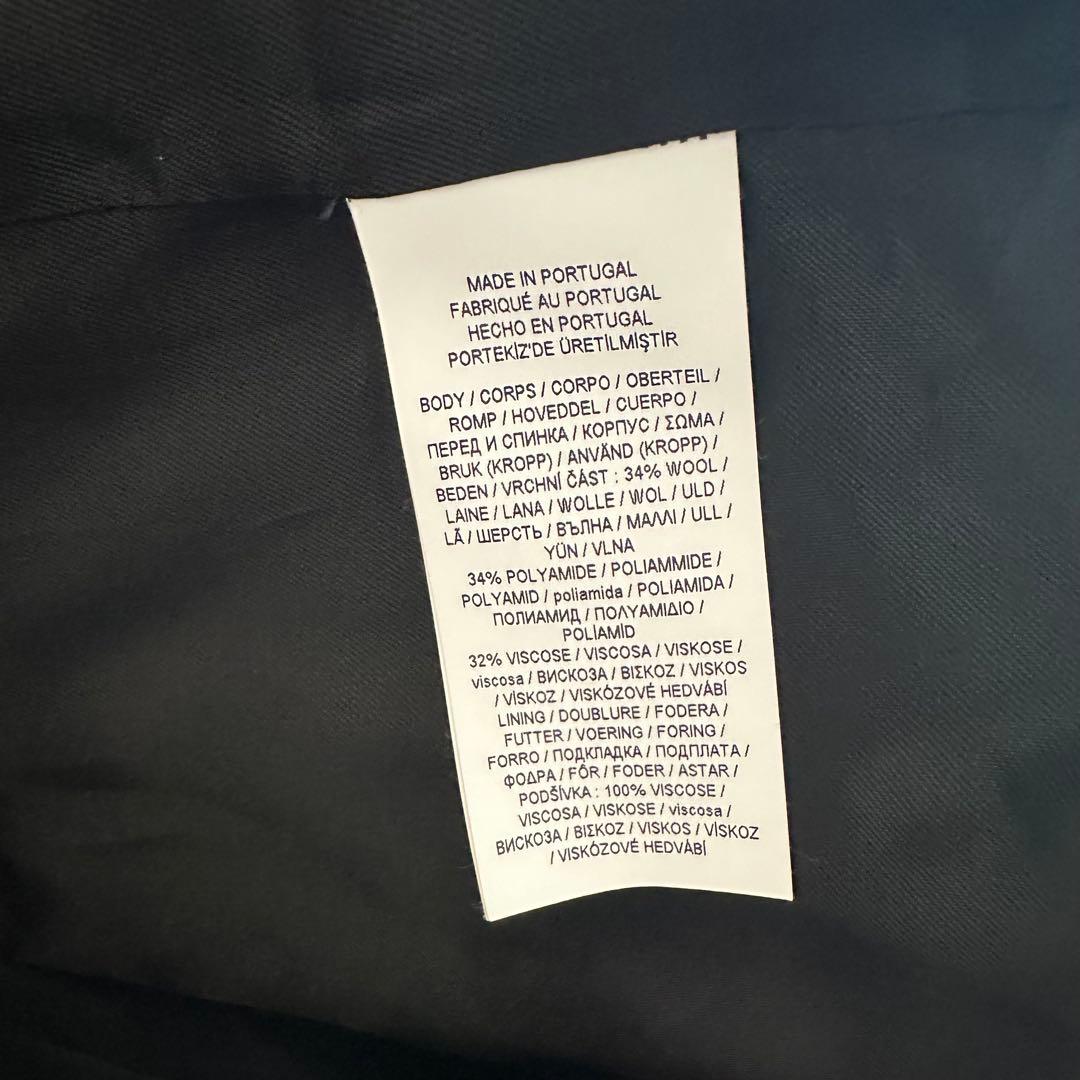 MADE IN PORTUGAL
FABRIQUÉ AU PORTUGAL
HECHO EN PORTUGAL
PORTEKİZ'DE ÜRETİLMİŞTİR
BODY / CORPS / CORPO / OBERTEIL /
ROMP / HOVEDDEL / CUERPO /
ПЕРЕД И СПИНКА / КОРПУС / ΣΩΜΑ /
BRUK (KROPP) / ANVÄND (KROPP) /
BEDEN / VRCHNÍ ČÁST : 34% WOOL /
LAINE / LANA / WOLLE / WOL / ULD /
LÃ / ШЕРСТЬ / ВЪЛНА / ΜΑΛΛΙ / ULL /
YÜN / VLNA
34% POLYAMIDE / POLIAMMIDE /
POLYAMID / poliamida / POLIAMIDA /
ПОЛИАМИД / ΠΟΛΥΑΜΙΔΙΟ /
POLİAMİD
32% VISCOSE / VISCOSA / VISKOSE /
viscosa / ВИСКОЗА / ΒΙΣΚΟΖ / VISKOS
/ VİSKOZ / VISKÓZOVÉ HEDVÁBÍ
LINING / DOUBLURE / FODERA /
FUTTER / VOERING / FORING /
FORRO / ПОДКЛАДКА / ПОДПЛАТА /
ΦΟΔΡΑ / FÔR / FODER / ASTAR /
PODŠÍVKA : 100% VISCOSE /
VISCOSA / VISKOSE / viscosa /
ВИСКОЗА / ΒΙΣΚΟΖ / VISKOS / VİSKOZ
/ VISKÓZOVÉ HEDVÁBÍ